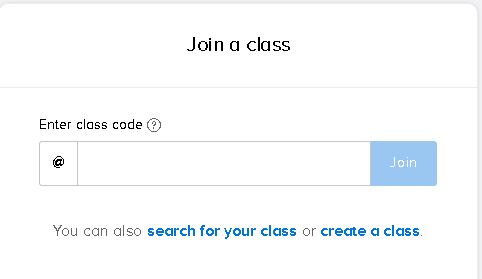 Join a class
Enter class code ?
@
Join
You can also search for your class or create a class.